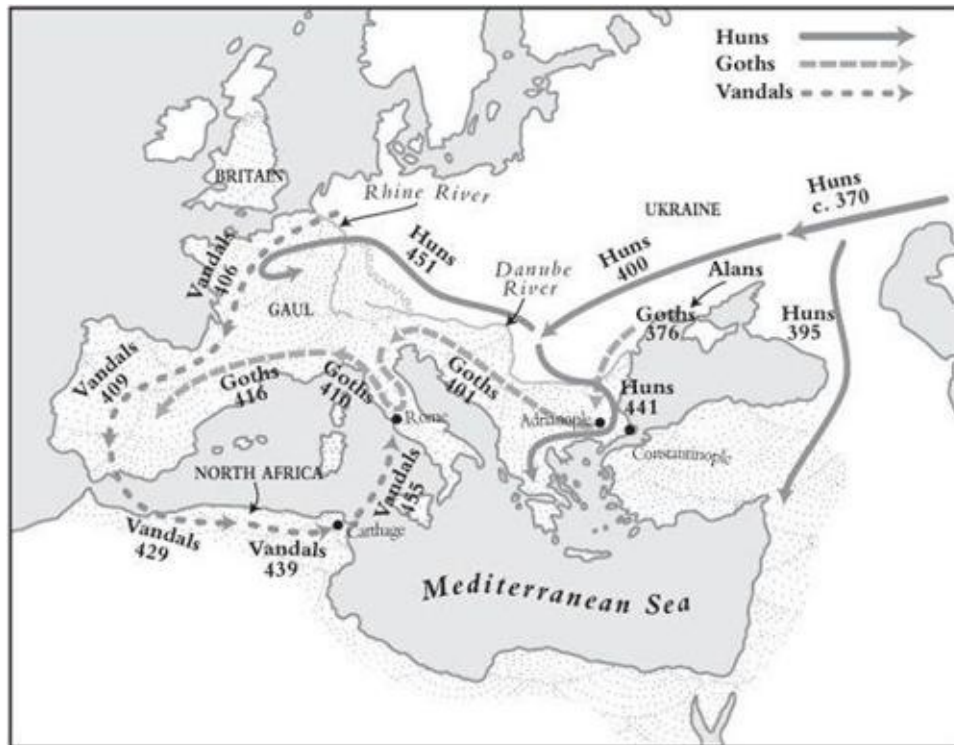 Huns
Goths
Vandals
BRITAIN
Rhine River
Huns
c. 370
UKRAINE
Vandals
406
Huns
451
Huns
400
Danube
River
Alans
GAUL
Goths
376
Huns
395
Vandals
409
Goths
416
Goths
410
Goths
401
Huns
441
Rome
Adrianople
Constantinople
NORTH AFRICA
Vandals
455
Carthage
Vandals
429
Vandals
439
Mediterranean Sea